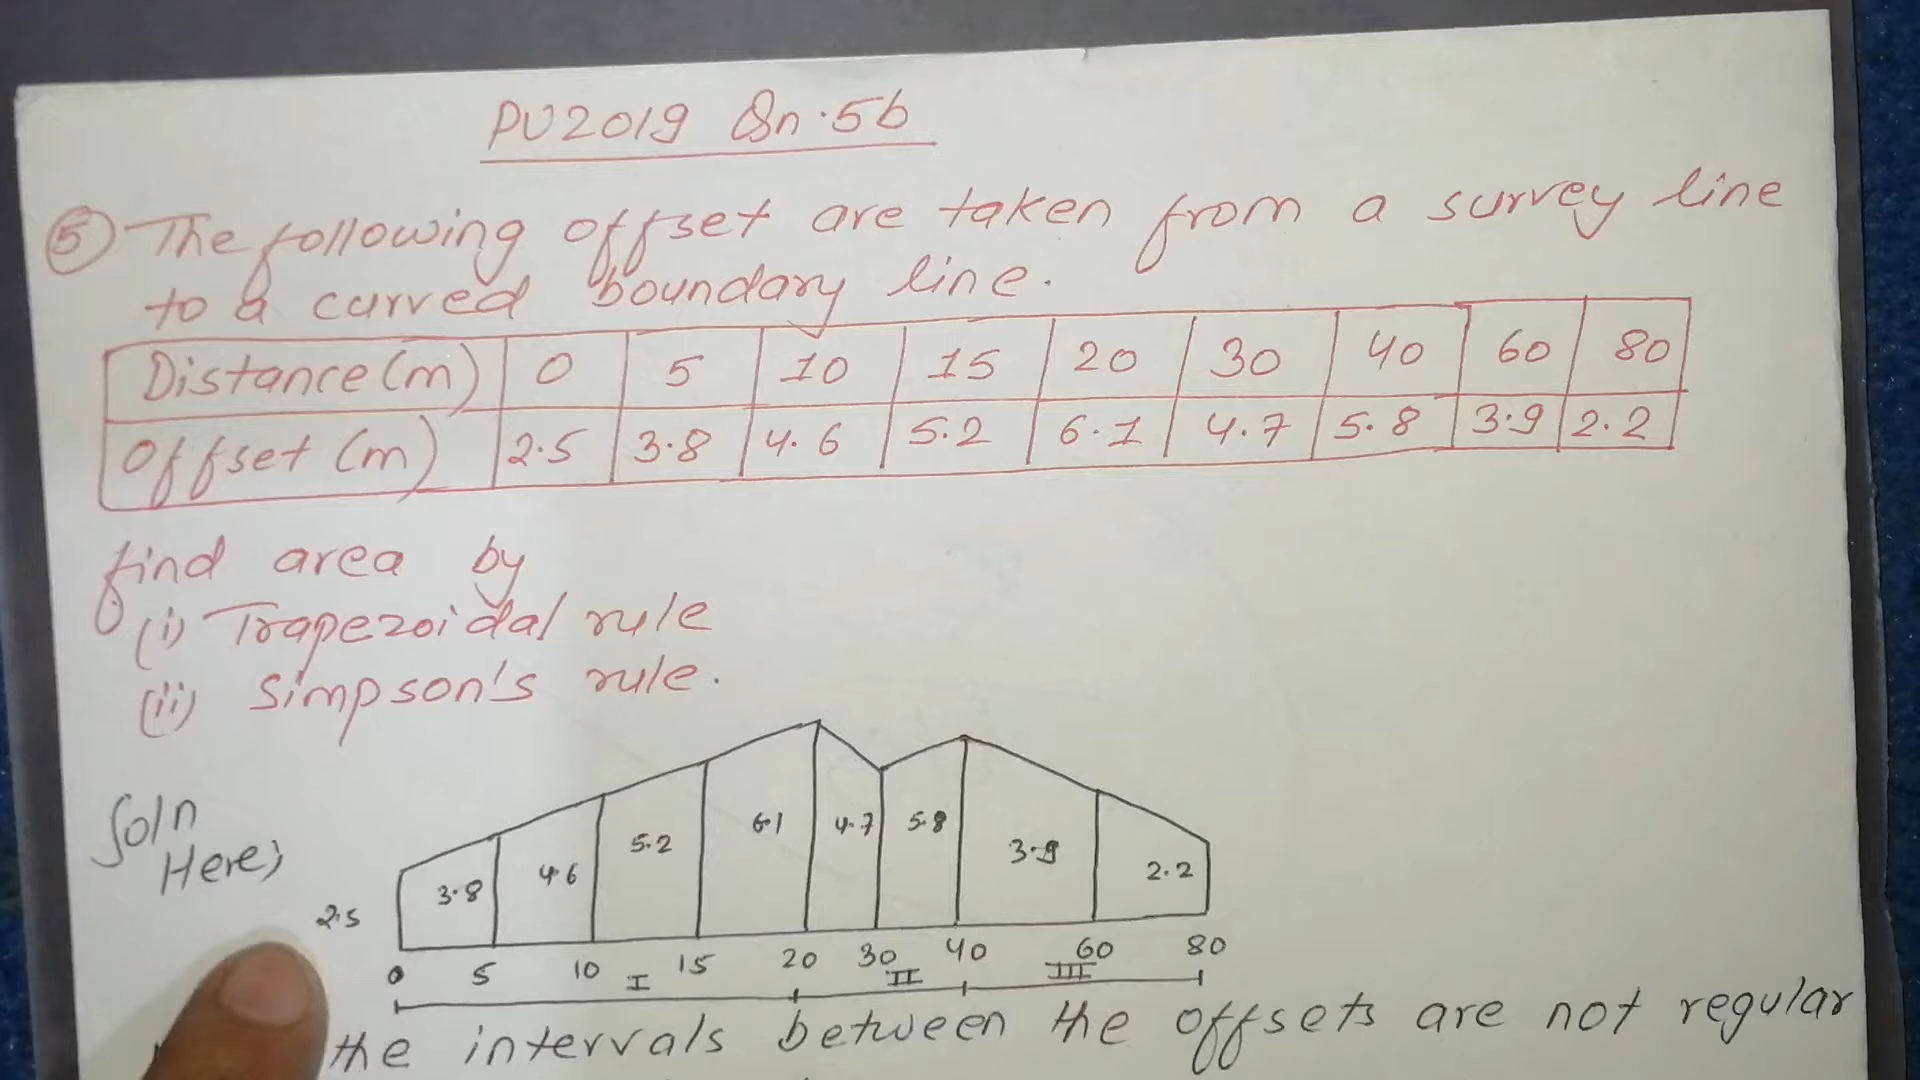 PU2019 Qn.5b
⑤ The following offset are taken from a survey line
to a curved boundary line.
Distance (m) 0 5 10 15 20 30 40 60 80
Offset (m) 2.5 3.8 4.6 5.2 6.1 4.7 5.8 3.9 2.2
find area by
(i) Trapezoidal rule
(ii) Simpson's rule.
Soln
Here;
2.5 3.8 4.6 5.2 6.1 4.7 5.8 3.9 2.2
0 5 10 15 20 30 40 60 80
I II III
the intervals between the offsets are not regular